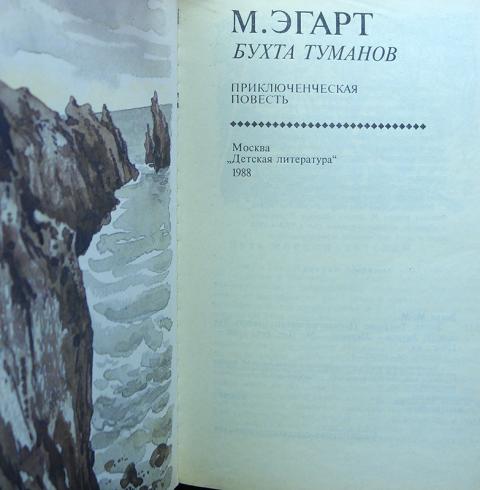 М.ЭГАРТ
БУХТА ТУМАНОВ
ПРИКЛЮЧЕНЧЕСКАЯ
ПОВЕСТЬ
Москва
„Детская литература“
1988